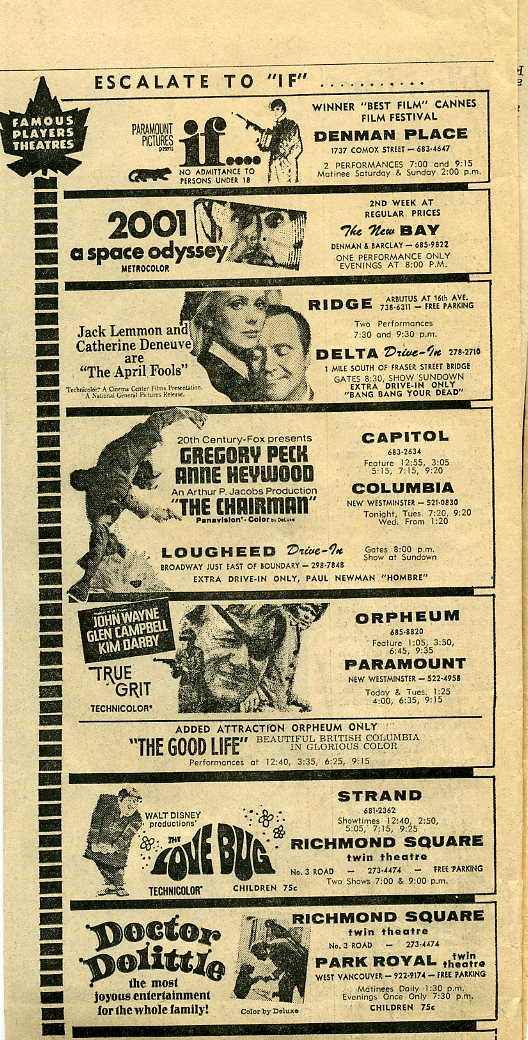 ESCALATE TO "IF" ...........
FAMOUS
PLAYERS
THEATRES
PARAMOUNT
PICTURES
presents
if....
NO ADMITTANCE TO
PERSONS UNDER 18
WINNER "BEST FILM" CANNES
FILM FESTIVAL
DENMAN PLACE
1737 COMOX STREET — 683-4647
2 PERFORMANCES 7:00 and 9:15
Matinee Saturday & Sunday 2:00 p.m.
2001
a space odyssey
METROCOLOR
2ND WEEK AT
REGULAR PRICES
The New BAY
DENMAN & BARCLAY — 685-9822
ONE PERFORMANCE ONLY
EVENINGS AT 8:00 P.M.
Jack Lemmon and
Catherine Deneuve
are
"The April Fools"
Technicolor® A Cinema Center Films Presentation.
A National General Pictures Release.
RIDGE ARBUTUS AT 16th AVE.
738-6311 — FREE PARKING
Two Performances
7:30 and 9:30 p.m.
DELTA Drive-In 278-2710
1 MILE SOUTH OF FRASER STREET BRIDGE
GATES 8:30, SHOW SUNDOWN
EXTRA DRIVE-IN ONLY
"BANG BANG YOUR DEAD"
20th Century-Fox presents
GREGORY PECK
ANNE HEYWOOD
An Arthur P. Jacobs Production
"THE CHAIRMAN"
Panavision® - Color by DeLuxe
CAPITOL
683-2634
Feature 12:55, 3:05
5:15, 7:15, 9:20
COLUMBIA
NEW WESTMINSTER — 521-0830
Tonight, Tues. 7:20, 9:20
Wed. From 1:20
LOUGHEED Drive-In
BROADWAY JUST EAST OF BOUNDARY — 298-7848
Gates 8:00 p.m.
Show at Sundown
EXTRA DRIVE-IN ONLY, PAUL NEWMAN "HOMBRE"
JOHN WAYNE
GLEN CAMPBELL
KIM DARBY
"TRUE
GRIT
TECHNICOLOR®
ORPHEUM
685-8820
Feature 1:05, 3:50,
6:45, 9:35
PARAMOUNT
NEW WESTMINSTER — 522-4958
Today & Tues. 1:25
4:00, 6:35, 9:15
ADDED ATTRACTION ORPHEUM ONLY
"THE GOOD LIFE" BEAUTIFUL BRITISH COLUMBIA
IN GLORIOUS COLOR
Performances at 12:40, 3:35, 6:25, 9:15
WALT DISNEY
productions'
THE
LOVE BUG
TECHNICOLOR® CHILDREN 75c
STRAND
681-2362
Showtimes 12:40, 2:50,
5:05, 7:15, 9:25
RICHMOND SQUARE
twin theatre
No. 3 ROAD — 273-4474 — FREE PARKING
Two Shows 7:00 & 9:00 p.m.
Doctor
Dolittle
the most
joyous entertainment
for the whole family!
Color by Deluxe
RICHMOND SQUARE
twin theatre
No. 3 ROAD — 273-4474
PARK ROYAL twin theatre
WEST VANCOUVER — 922-9174 — FREE PARKING
Matinees Daily 1:30 p.m.
Evenings Once Only 7:30 p.m.
CHILDREN 75c